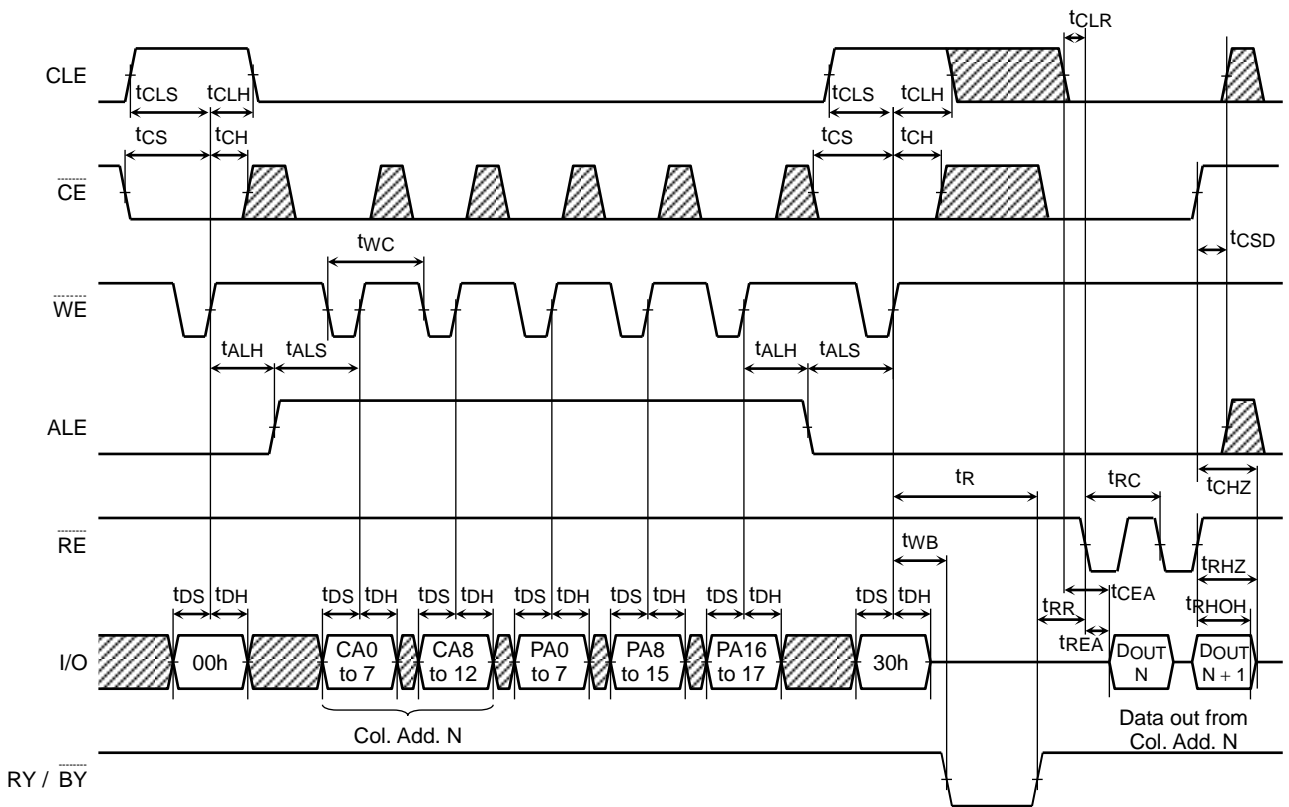 tCLR
CLE
tCLS tCLH tCLS tCLH
tCS tCH tCS tCH
CE
tWC tCSD
WE
tALH tALS tALH tALS
ALE
tR tRC tCHZ
RE
tWB tRHZ
tCEA
tDS tDH tDS tDH tDS tDH tDS tDH tDS tDH tDS tDH tDS tDH tRR tRHOH
tREA
I/O 00h CA0 to 7 CA8 to 12 PA0 to 7 PA8 to 15 PA16 to 17 30h DOUT N DOUT N + 1
Col. Add. N
Data out from
Col. Add. N
RY / BY